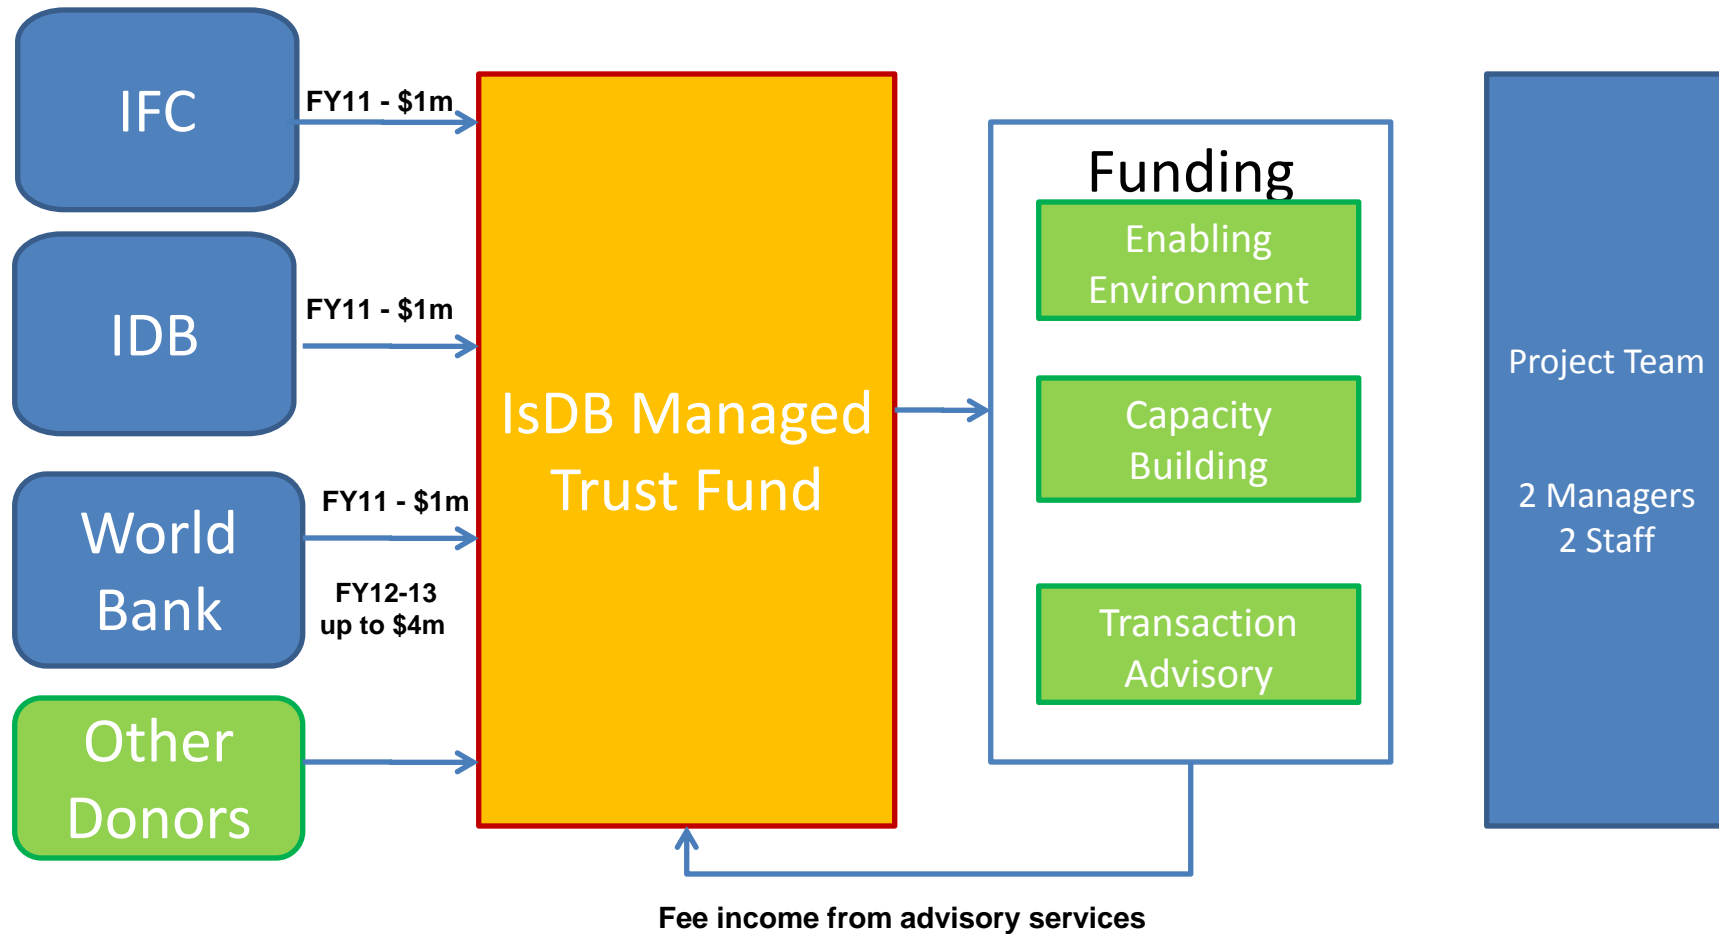 IFC
FY11 - $1m
IDB
FY11 - $1m
World
Bank
FY11 - $1m
FY12-13
up to $4m
Other
Donors
IsDB Managed
Trust Fund
Funding
Enabling
Environment
Capacity
Building
Transaction
Advisory
Project Team
2 Managers
2 Staff
Fee income from advisory services